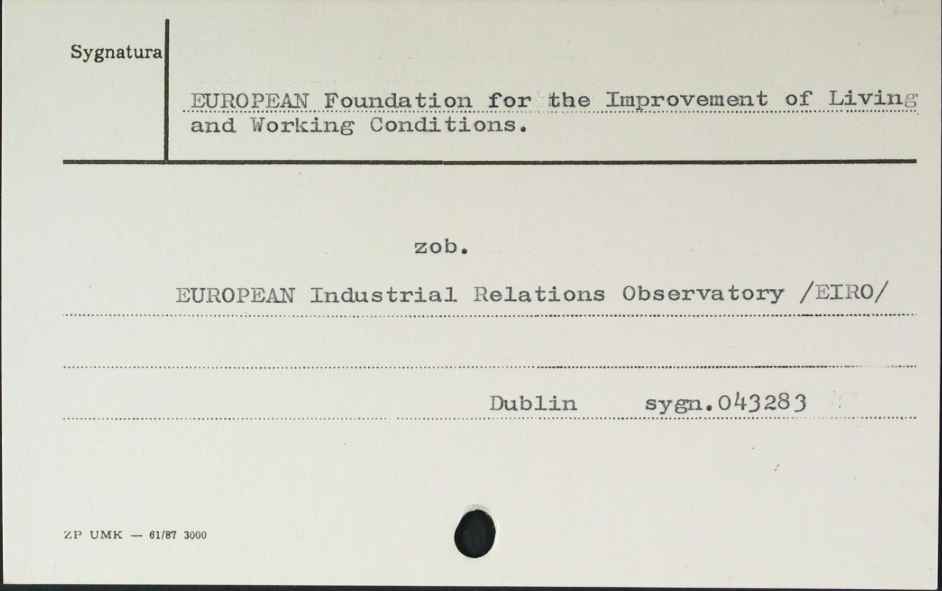 Sygnatura
EUROPEAN Foundation for the Improvement of Living
and Working Conditions.
zob.
EUROPEAN Industrial Relations Observatory /EIRO/
Dublin sygn.043283
ZP UMK — 61/87 3000